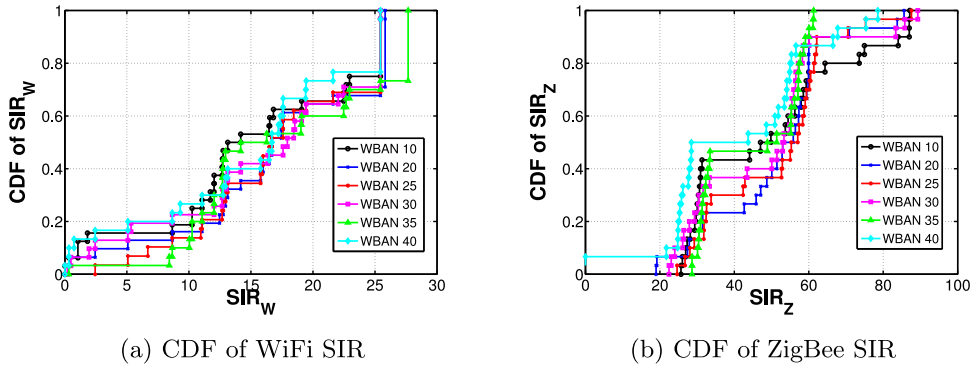 1
0.8
0.6
0.4
0.2
0
CDF of SIR_W
0 5 10 15 20 25 30
SIR_W
WBAN 10
WBAN 20
WBAN 25
WBAN 30
WBAN 35
WBAN 40
(a) CDF of WiFi SIR
1
0.8
0.6
0.4
0.2
0
CDF of SIR_Z
0 20 40 60 80 100
SIR_Z
WBAN 10
WBAN 20
WBAN 25
WBAN 30
WBAN 35
WBAN 40
(b) CDF of ZigBee SIR